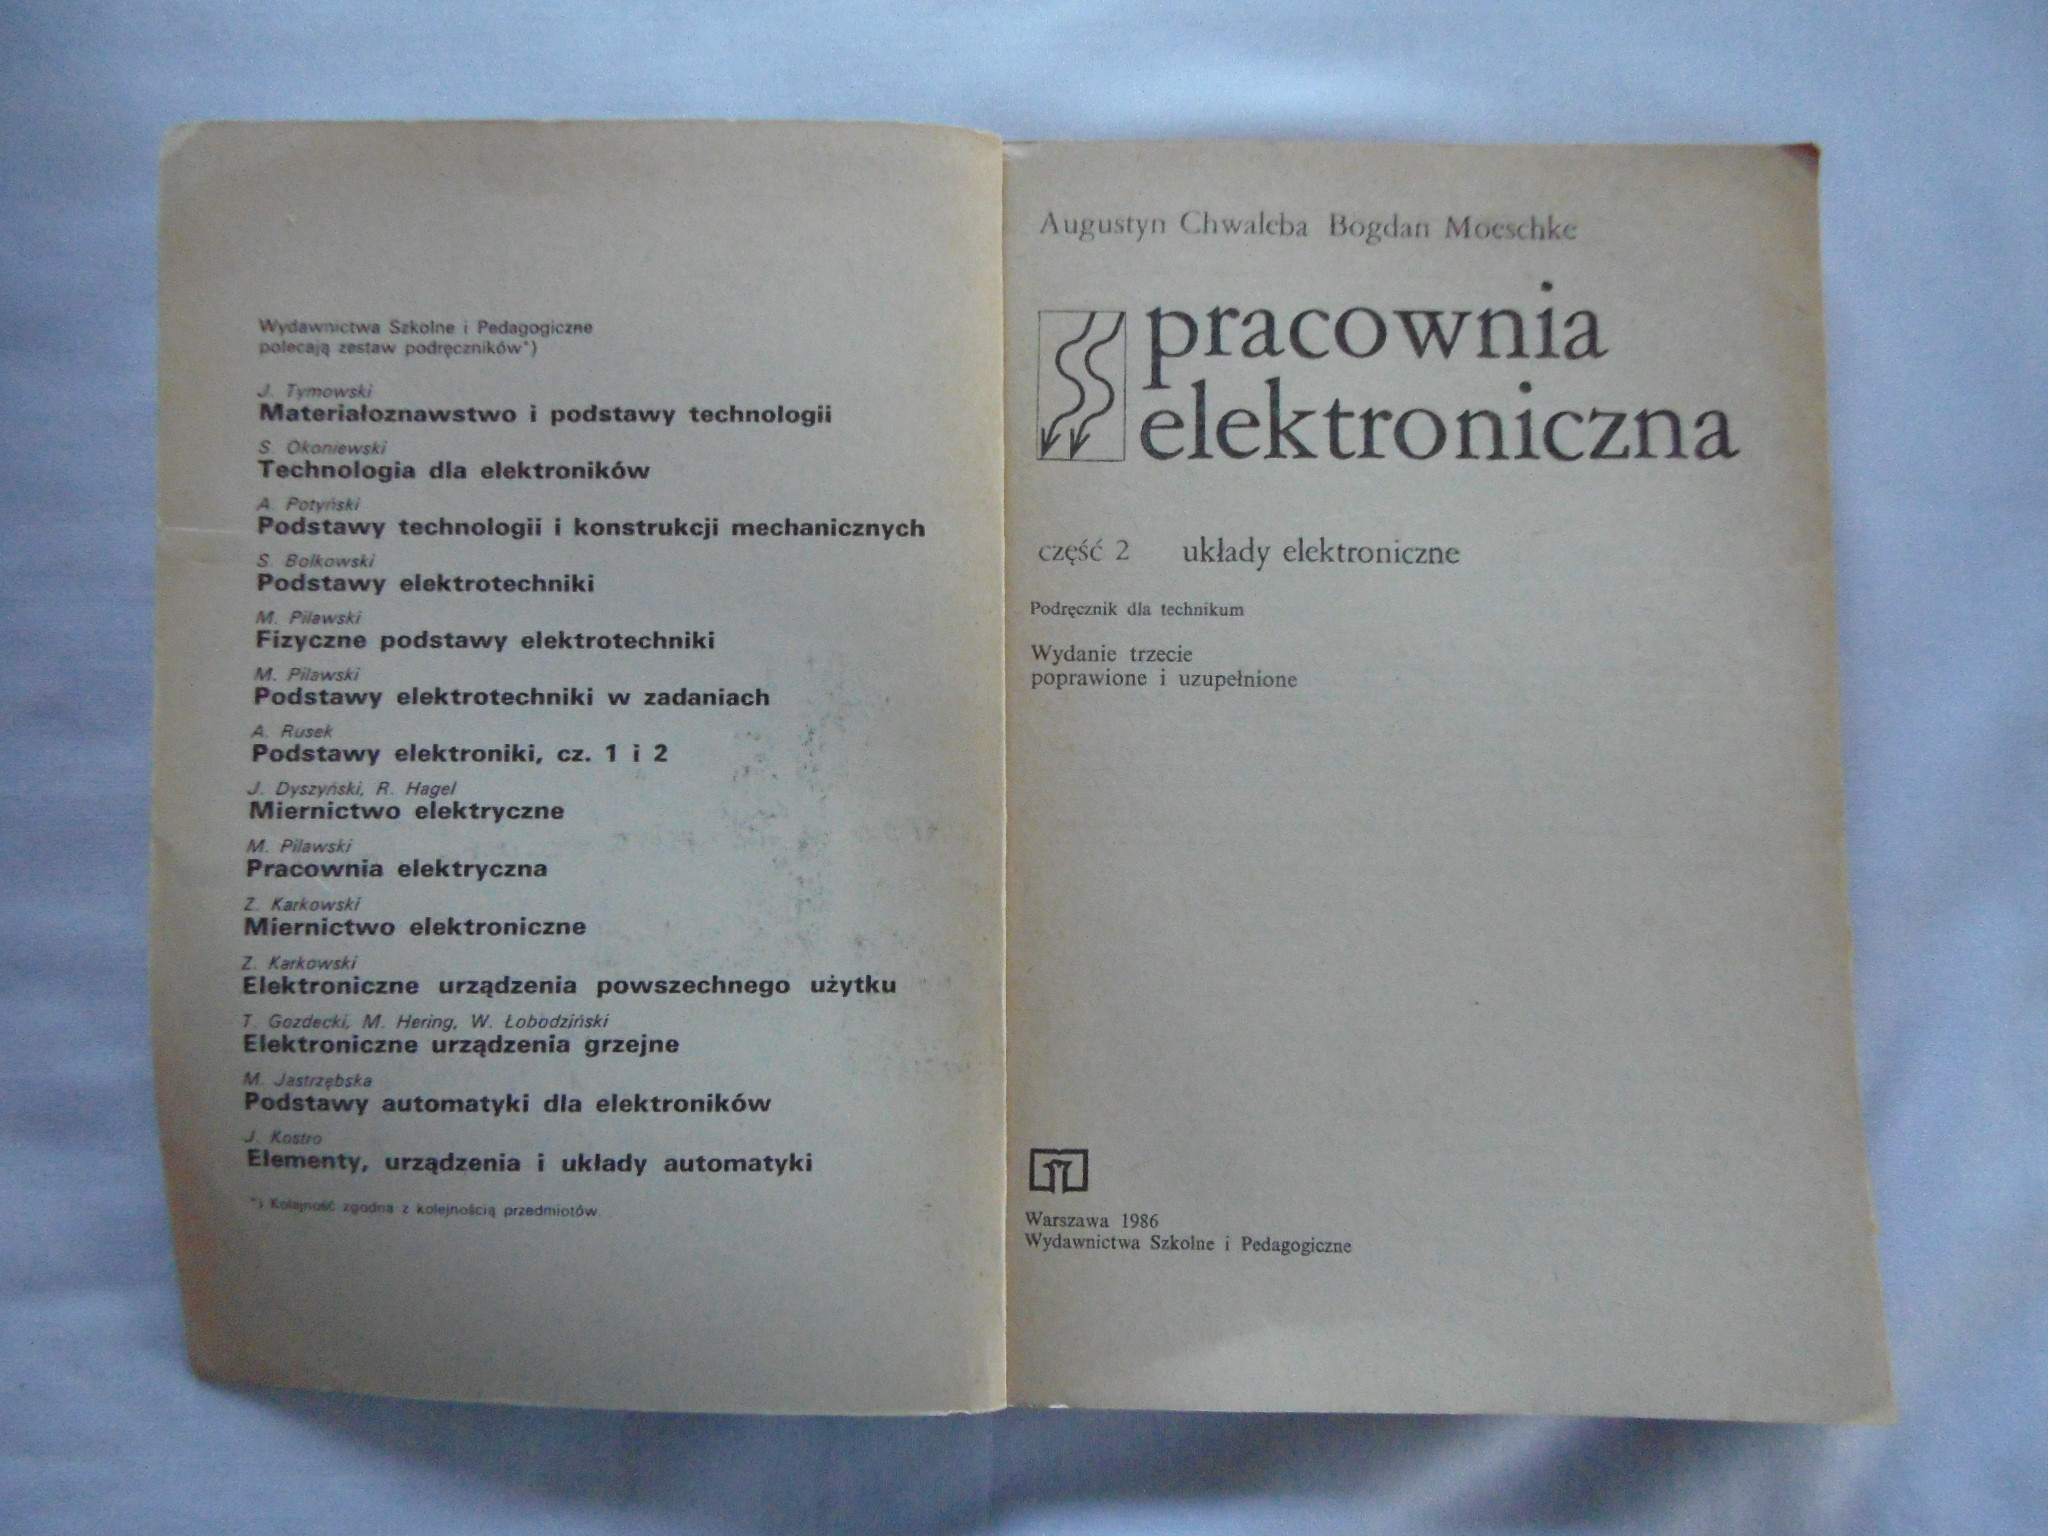 Wydawnictwa Szkolne i Pedagogiczne
polecają zestaw podręczników*)
J. Tymowski
Materiałoznawstwo i podstawy technologii
S. Okoniewski
Technologia dla elektroników
A. Potyński
Podstawy technologii i konstrukcji mechanicznych
S. Bolkowski
Podstawy elektrotechniki
M. Pilawski
Fizyczne podstawy elektrotechniki
M. Pilawski
Podstawy elektrotechniki w zadaniach
A. Rusek
Podstawy elektroniki, cz. 1 i 2
J. Dyszyński, R. Hagel
Miernictwo elektryczne
M. Pilawski
Pracownia elektryczna
Z. Karkowski
Miernictwo elektroniczne
Z. Karkowski
Elektroniczne urządzenia powszechnego użytku
T. Gozdecki, M. Hering, W. Łobodziński
Elektroniczne urządzenia grzejne
M. Jastrzębska
Podstawy automatyki dla elektroników
J. Kostro
Elementy, urządzenia i układy automatyki
*) Kolejność zgodna z kolejnością przedmiotów.
Augustyn Chwaleba Bogdan Moeschke
pracownia
elektroniczna
część 2 układy elektroniczne
Podręcznik dla technikum
Wydanie trzecie
poprawione i uzupełnione
Warszawa 1986
Wydawnictwa Szkolne i Pedagogiczne